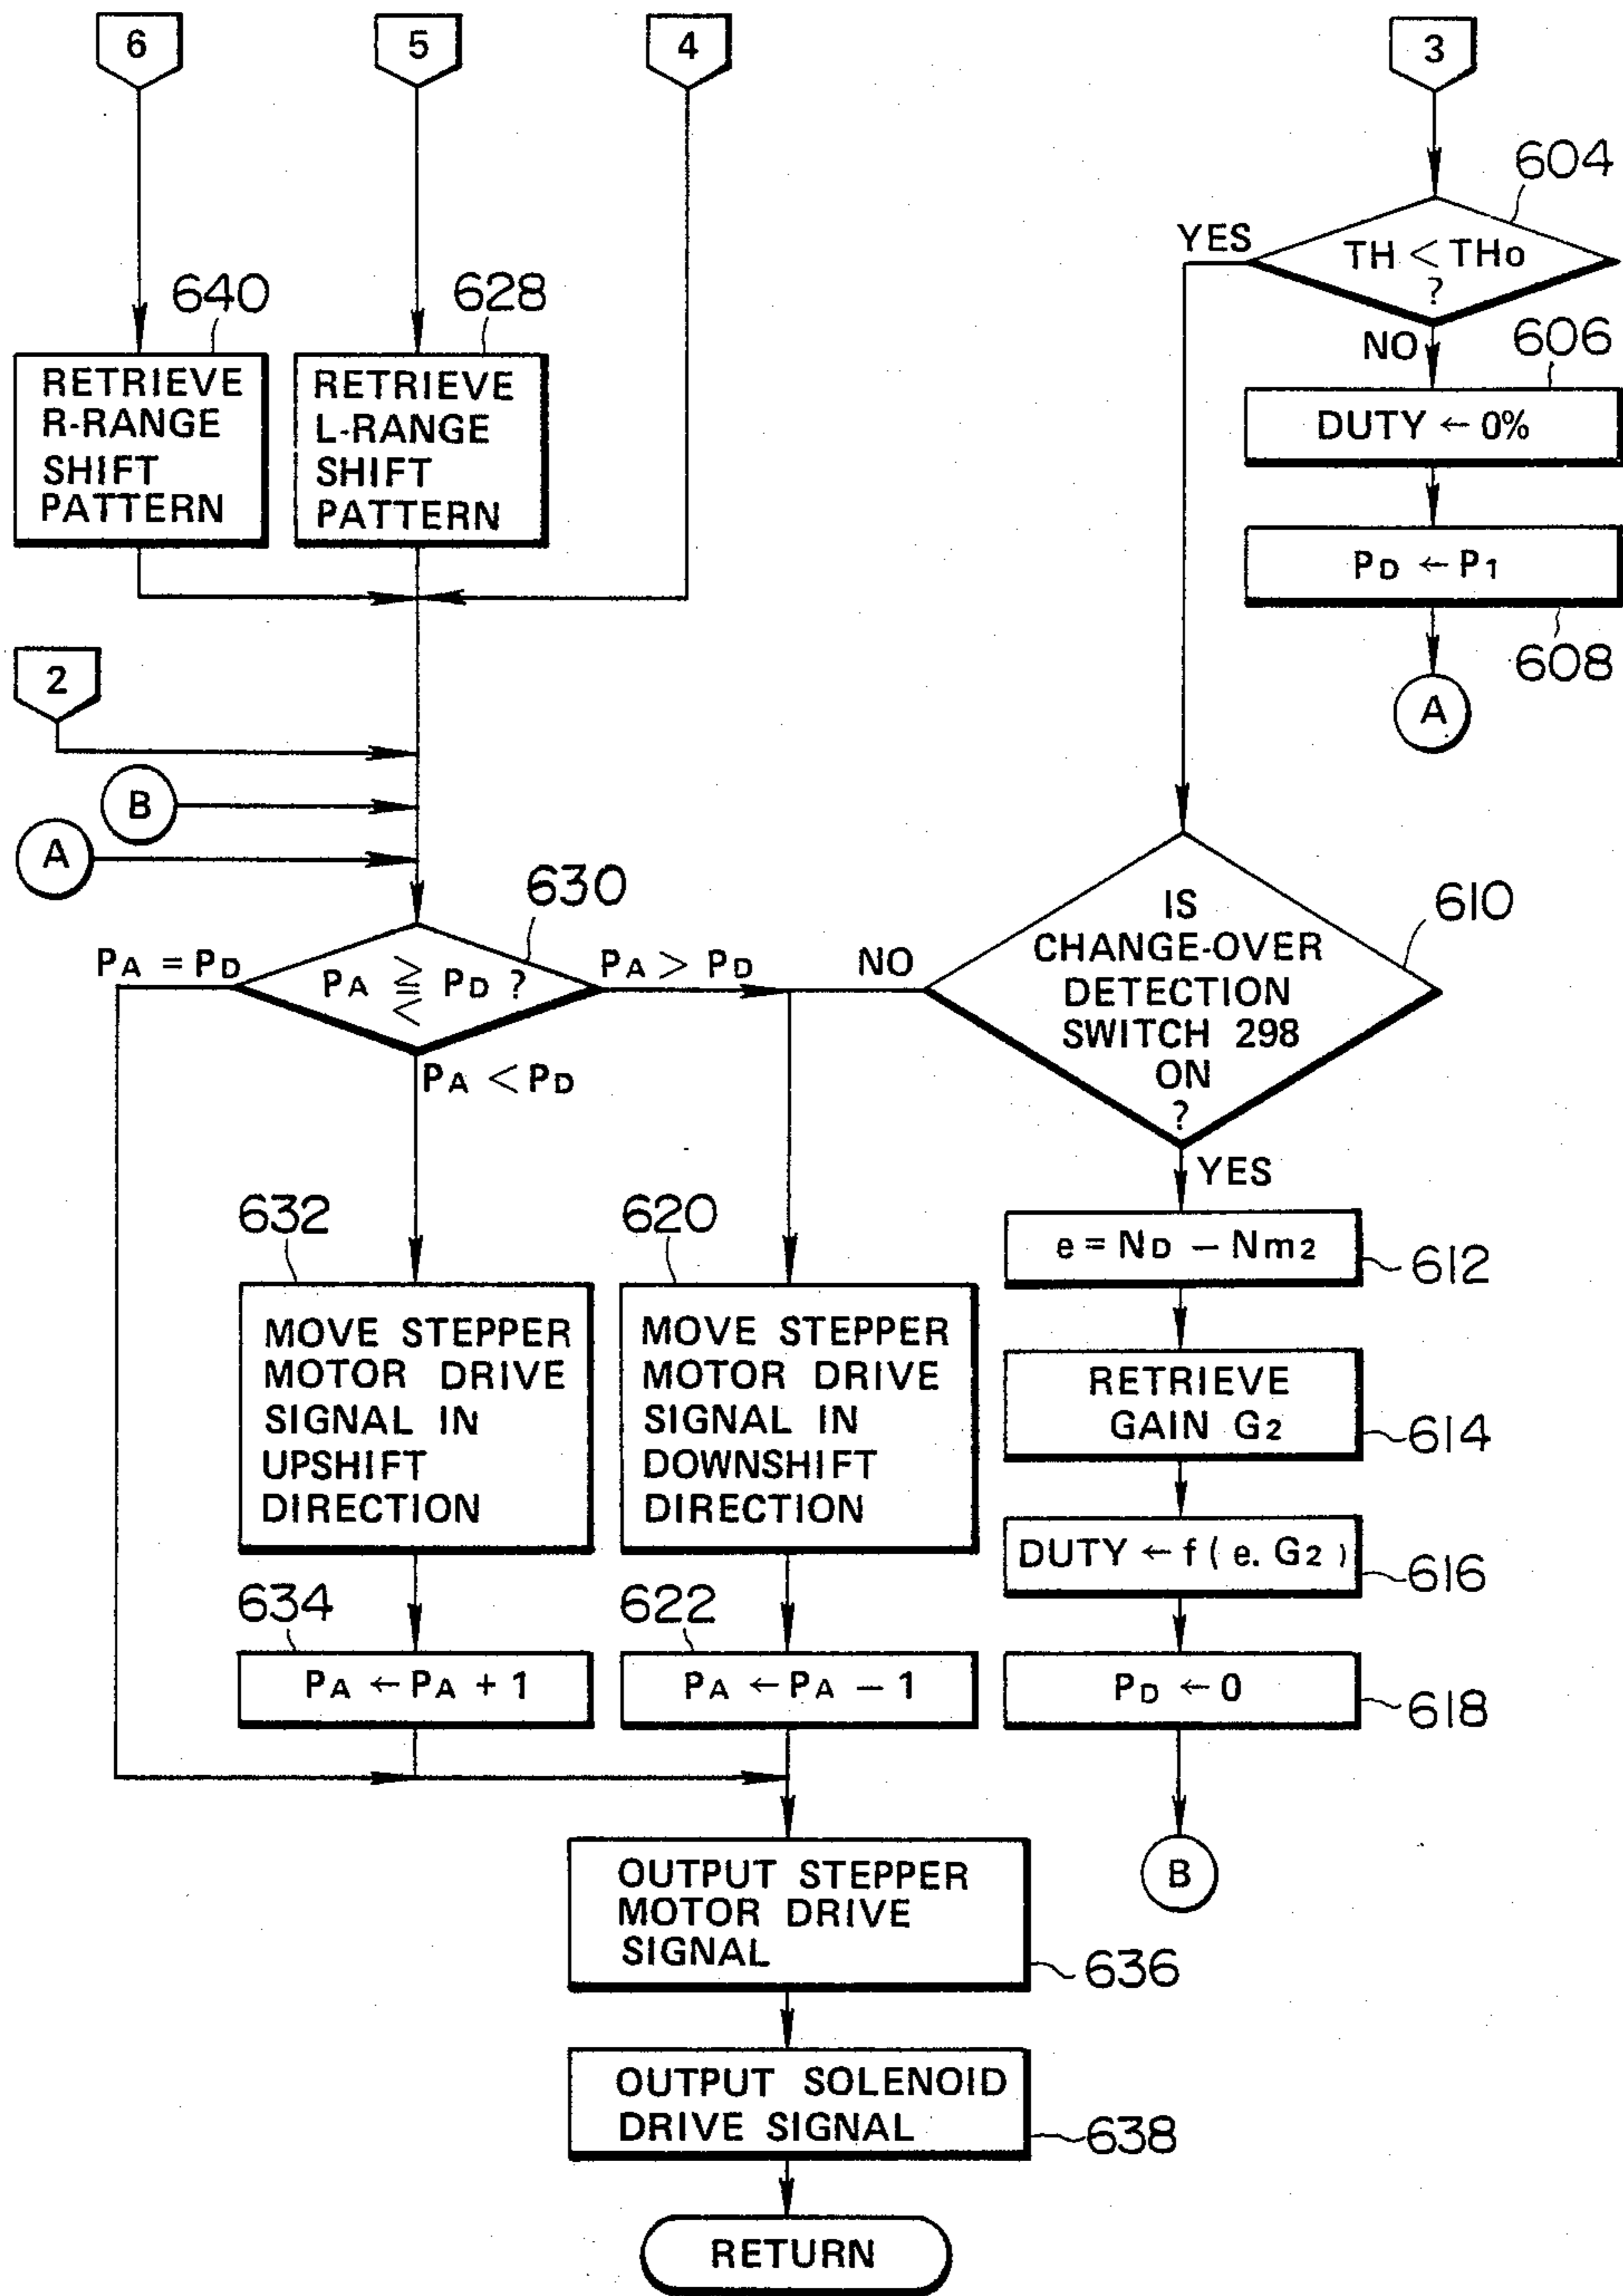 6
5
4
3
604
YES
TH < THo
?
NO
606
DUTY ← 0%
PD ← P1
608
A
640
RETRIEVE
R-RANGE
SHIFT
PATTERN
628
RETRIEVE
L-RANGE
SHIFT
PATTERN
2
B
A
630
PA = PD
PA ≧< PD ?
PA > PD
PA < PD
NO
610
IS
CHANGE-OVER
DETECTION
SWITCH 298
ON
?
YES
632
MOVE STEPPER
MOTOR DRIVE
SIGNAL IN
UPSHIFT
DIRECTION
620
MOVE STEPPER
MOTOR DRIVE
SIGNAL IN
DOWNSHIFT
DIRECTION
e = ND − Nm2
612
RETRIEVE
GAIN G2
614
DUTY ← f ( e. G2 )
616
634
PA ← PA + 1
622
PA ← PA − 1
PD ← 0
618
B
OUTPUT STEPPER
MOTOR DRIVE
SIGNAL
636
OUTPUT SOLENOID
DRIVE SIGNAL
638
RETURN